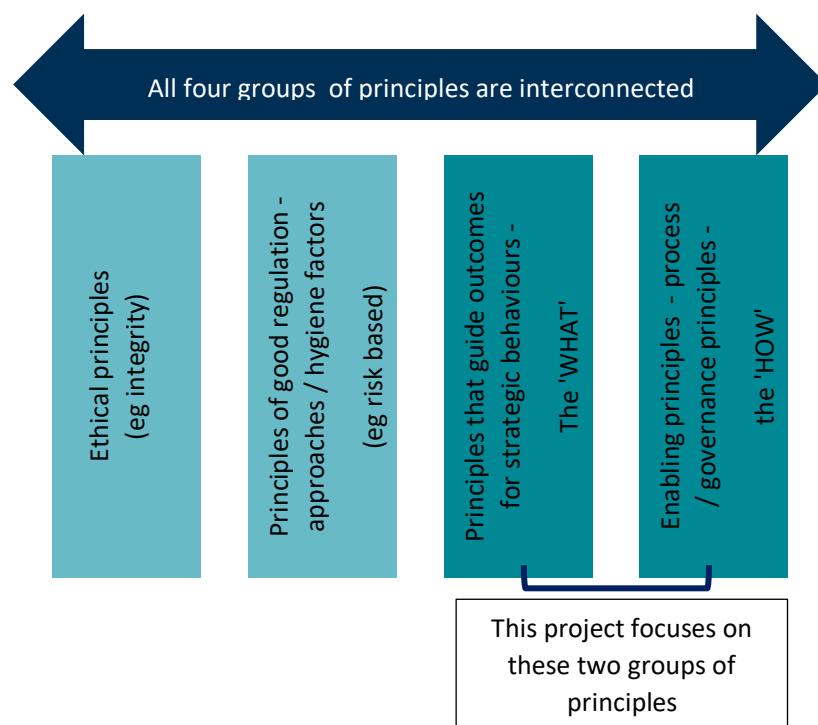 All four groups of principles are interconnected
Ethical principles
(eg integrity)
Principles of good regulation -
approaches / hygiene factors
(eg risk based)
Principles that guide outcomes
for strategic behaviours -
The 'WHAT'
Enabling principles - process
/ governance principles -
the 'HOW'
This project focuses on
these two groups of
principles